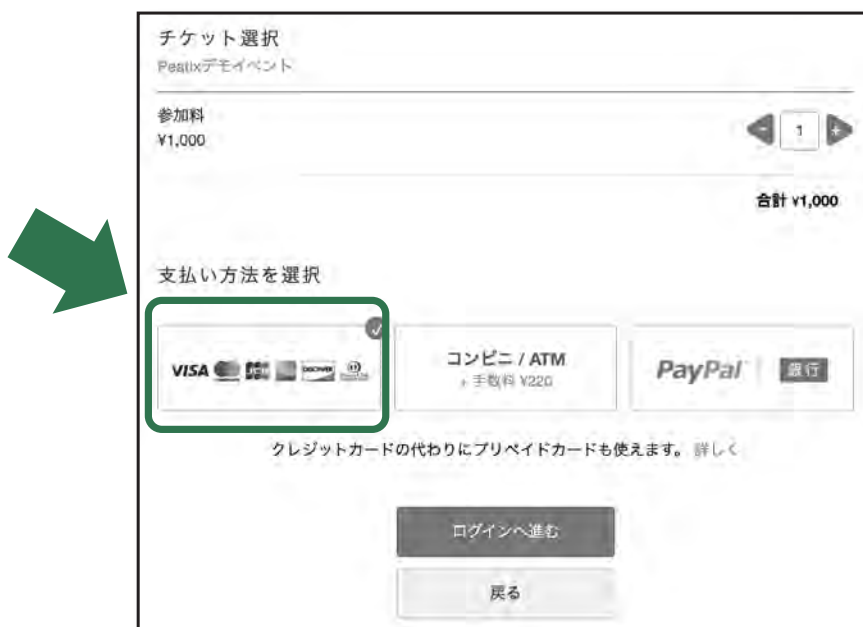 チケット選択
Peatixデモイベント
参加料
¥1,000
- 1 +
合計 ¥1,000
支払い方法を選択
VISA JCB DISCOVER
コンビニ / ATM
+ 手数料 ¥220
PayPal 銀行
クレジットカードの代わりにプリペイドカードも使えます。 詳しく
ログインへ進む
戻る